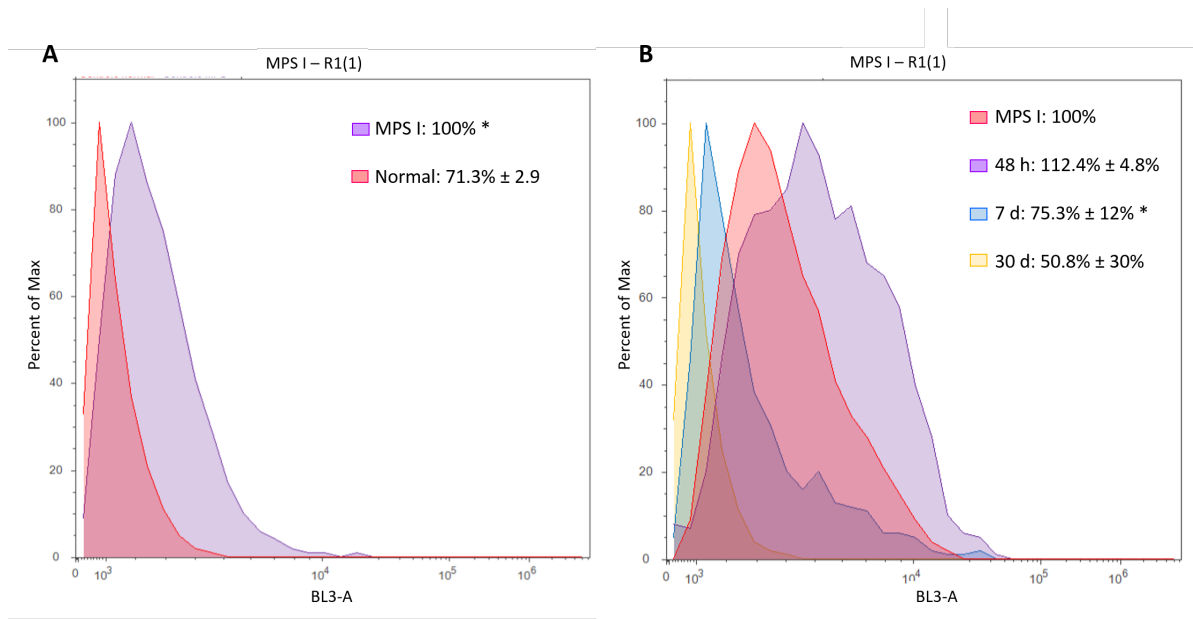 A
MPS I – R1(1)
MPS I: 100% *
Normal: 71.3% ± 2.9
Percent of Max
100
80
60
40
20
0
0 10³ 10⁴ 10⁵ 10⁶
BL3-A
B
MPS I – R1(1)
MPS I: 100%
48 h: 112.4% ± 4.8%
7 d: 75.3% ± 12% *
30 d: 50.8% ± 30%
Percent of Max
100
80
60
40
20
0
0 10³ 10⁴ 10⁵ 10⁶
BL3-A